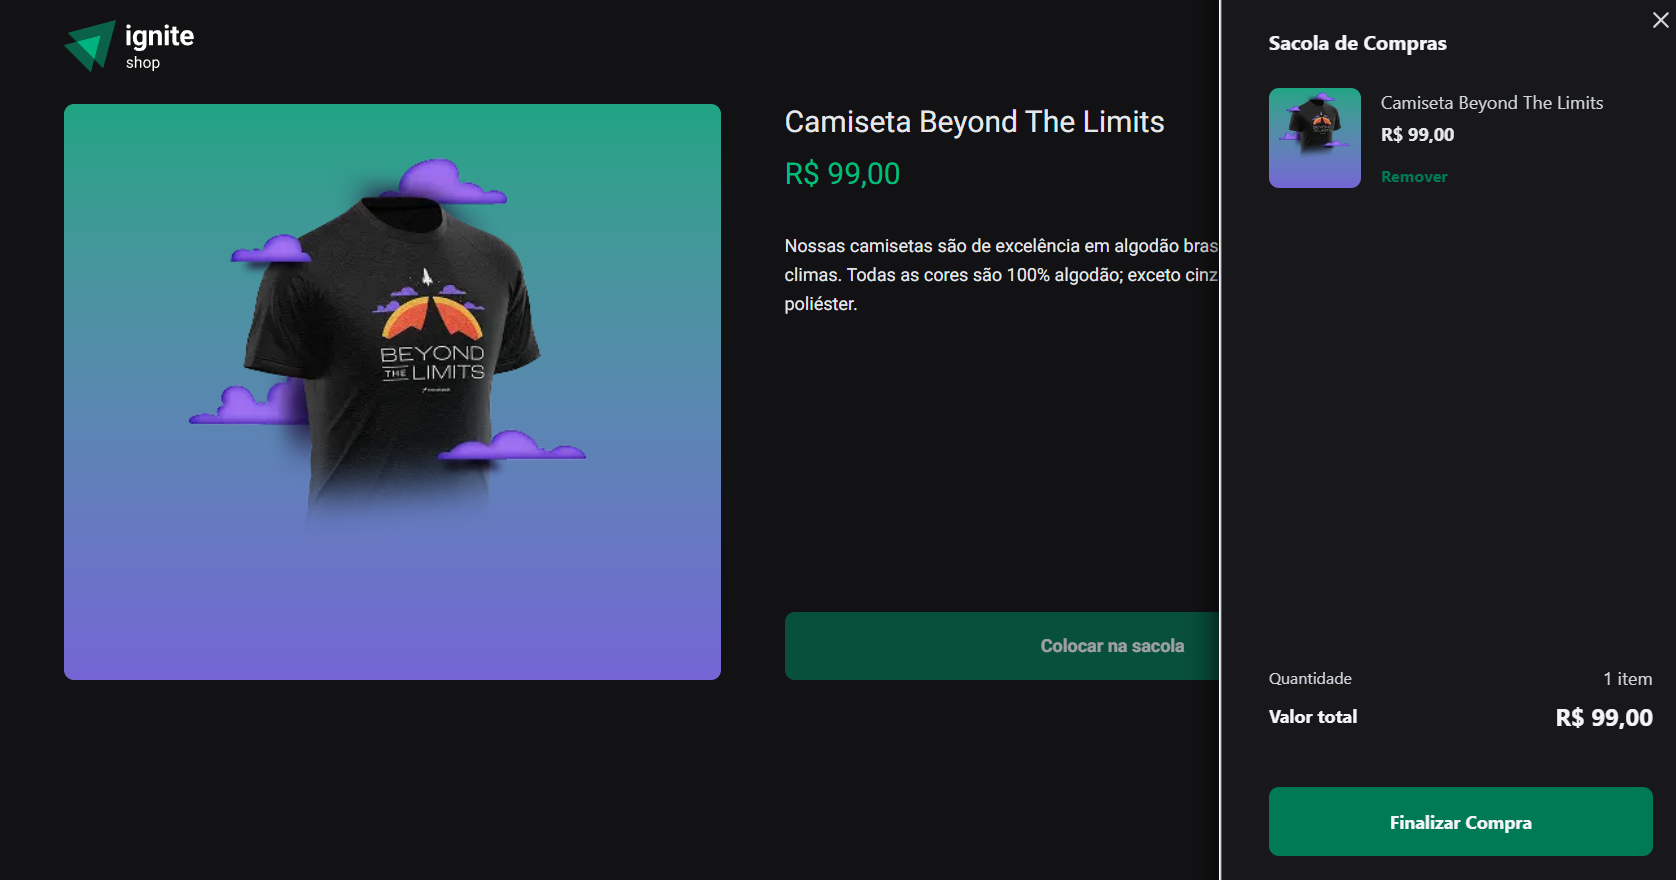 ignite
shop
Camiseta Beyond The Limits
R$ 99,00
Nossas camisetas são de excelência em algodão bras
climas. Todas as cores são 100% algodão; exceto cinz
poliéster.
Colocar na sacola
BEYOND
THE LIMITS
Sacola de Compras
Camiseta Beyond The Limits
R$ 99,00
Remover
Quantidade 1 item
Valor total R$ 99,00
Finalizar Compra